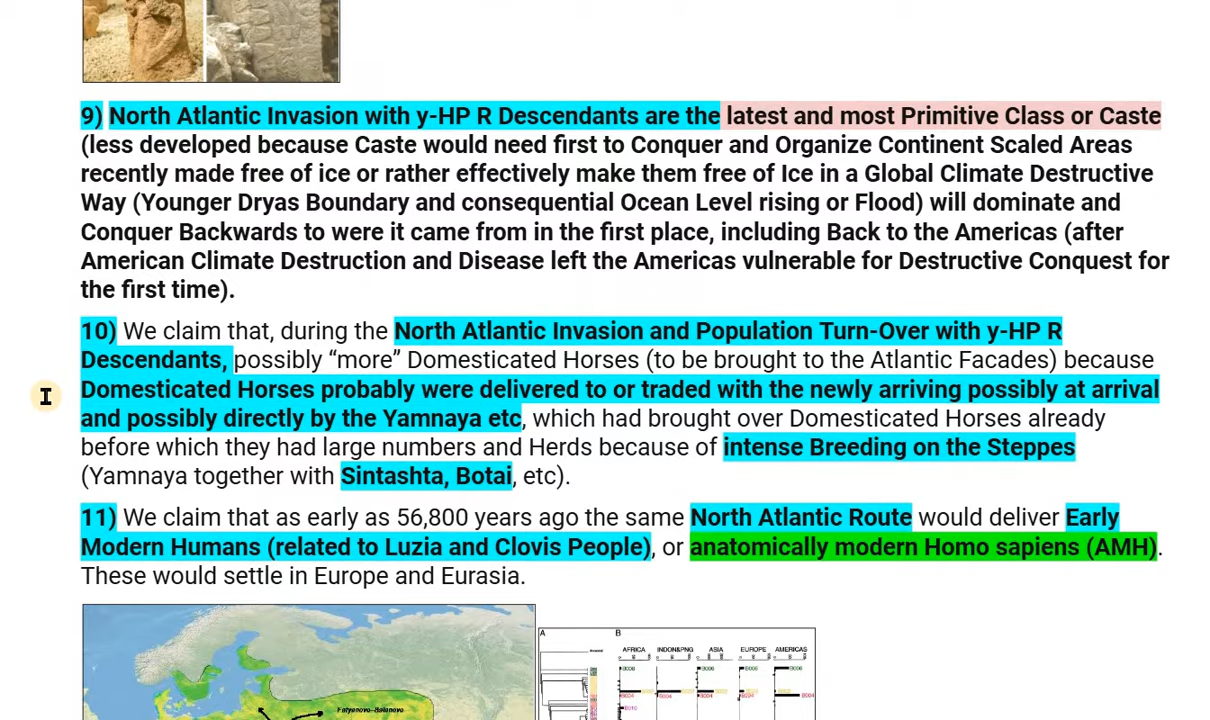 9) North Atlantic Invasion with y-HP R Descendants are the latest and most Primitive Class or Caste
(less developed because Caste would need first to Conquer and Organize Continent Scaled Areas
recently made free of ice or rather effectively make them free of Ice in a Global Climate Destructive
Way (Younger Dryas Boundary and consequential Ocean Level rising or Flood) will dominate and
Conquer Backwards to were it came from in the first place, including Back to the Americas (after
American Climate Destruction and Disease left the Americas vulnerable for Destructive Conquest for
the first time).
10) We claim that, during the North Atlantic Invasion and Population Turn-Over with y-HP R
Descendants, possibly “more” Domesticated Horses (to be brought to the Atlantic Facades) because
Domesticated Horses probably were delivered to or traded with the newly arriving possibly at arrival
and possibly directly by the Yamnaya etc, which had brought over Domesticated Horses already
before which they had large numbers and Herds because of intense Breeding on the Steppes
(Yamnaya together with Sintashta, Botai, etc).
11) We claim that as early as 56,800 years ago the same North Atlantic Route would deliver Early
Modern Humans (related to Luzia and Clovis People), or anatomically modern Homo sapiens (AMH).
These would settle in Europe and Eurasia.
A B
AFRICA INDON&PNG ASIA EUROPE AMERICAS
Fatyanovo–Balanovo